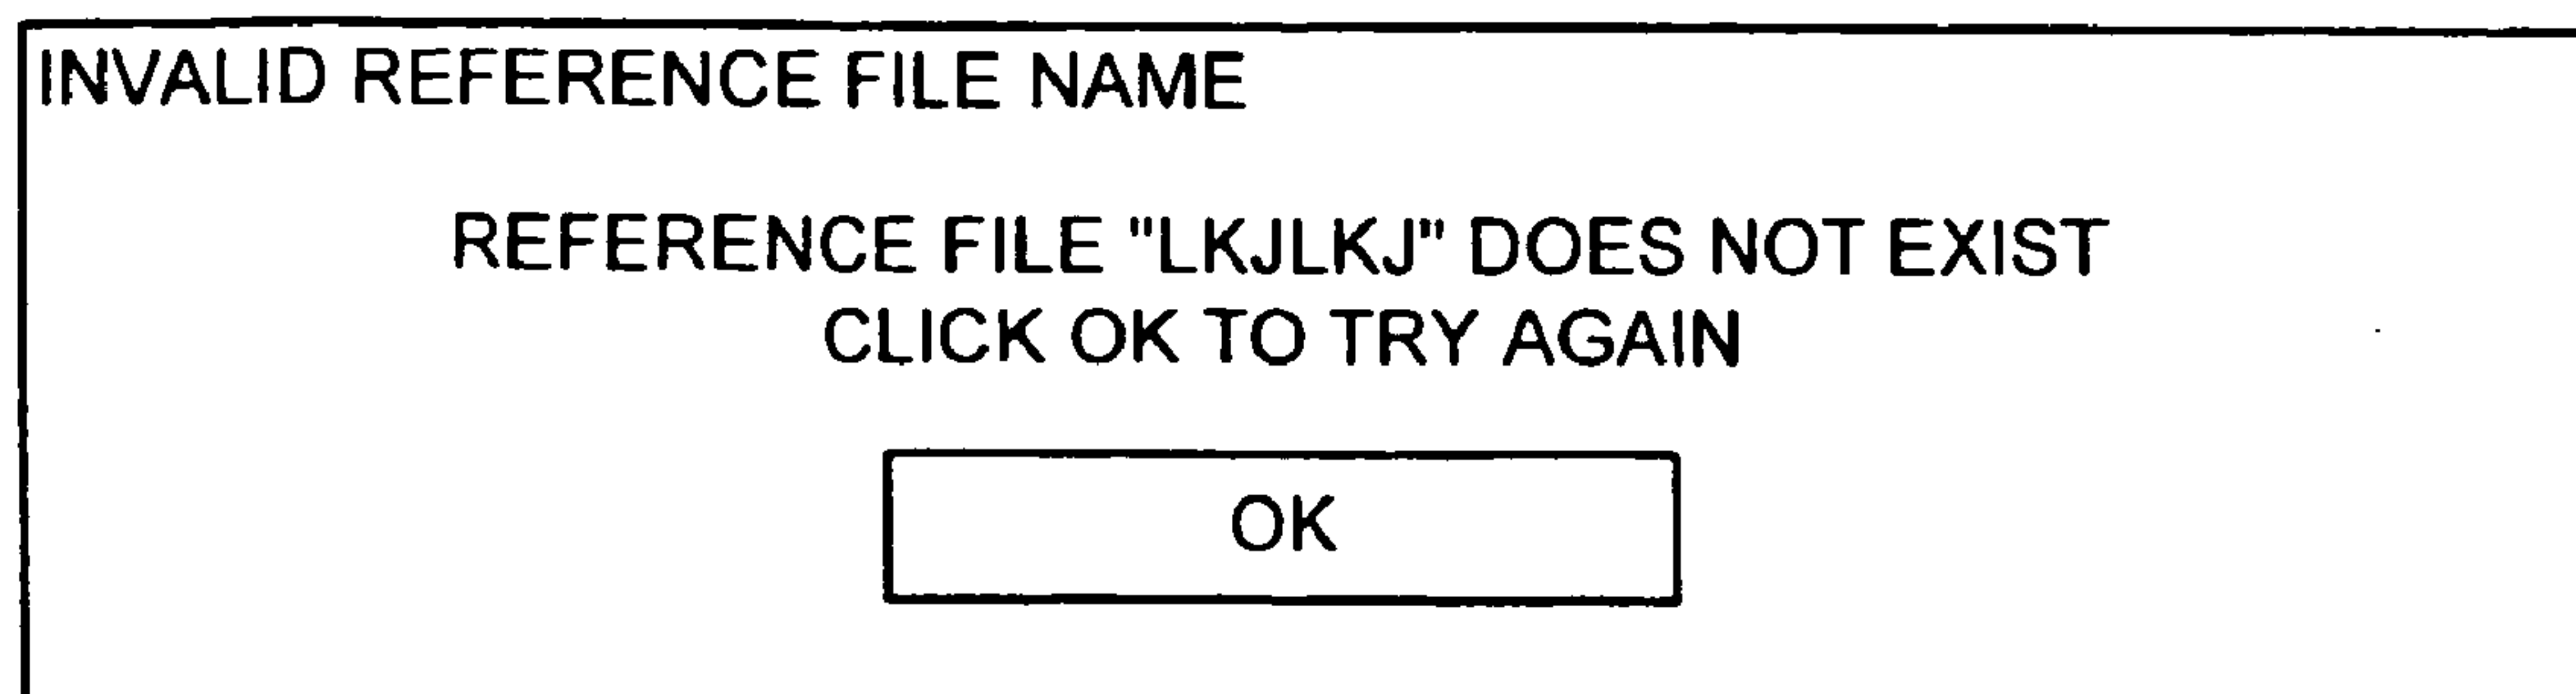 INVALID REFERENCE FILE NAME
REFERENCE FILE "LKJLKJ" DOES NOT EXIST
CLICK OK TO TRY AGAIN
OK